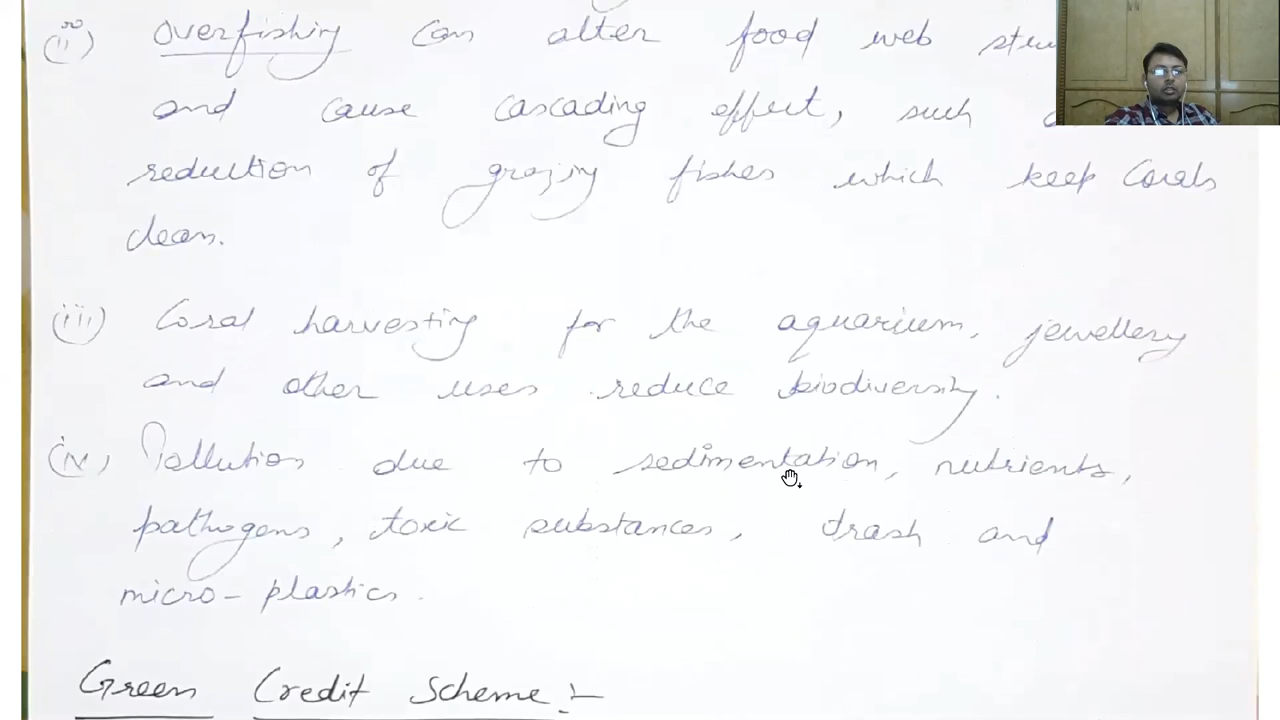 (ii) Overfishing can alter food web
and cause cascading effect, such
reduction of grazing fishes which keep Corals
clean.
(iii) Coral harvesting for the aquarium, jewellery
and other uses reduce biodiversity.
(iv) Pollution due to sedimentation, nutrients,
pathogens, toxic substances, trash and
micro-plastics.
Green Credit Scheme:-